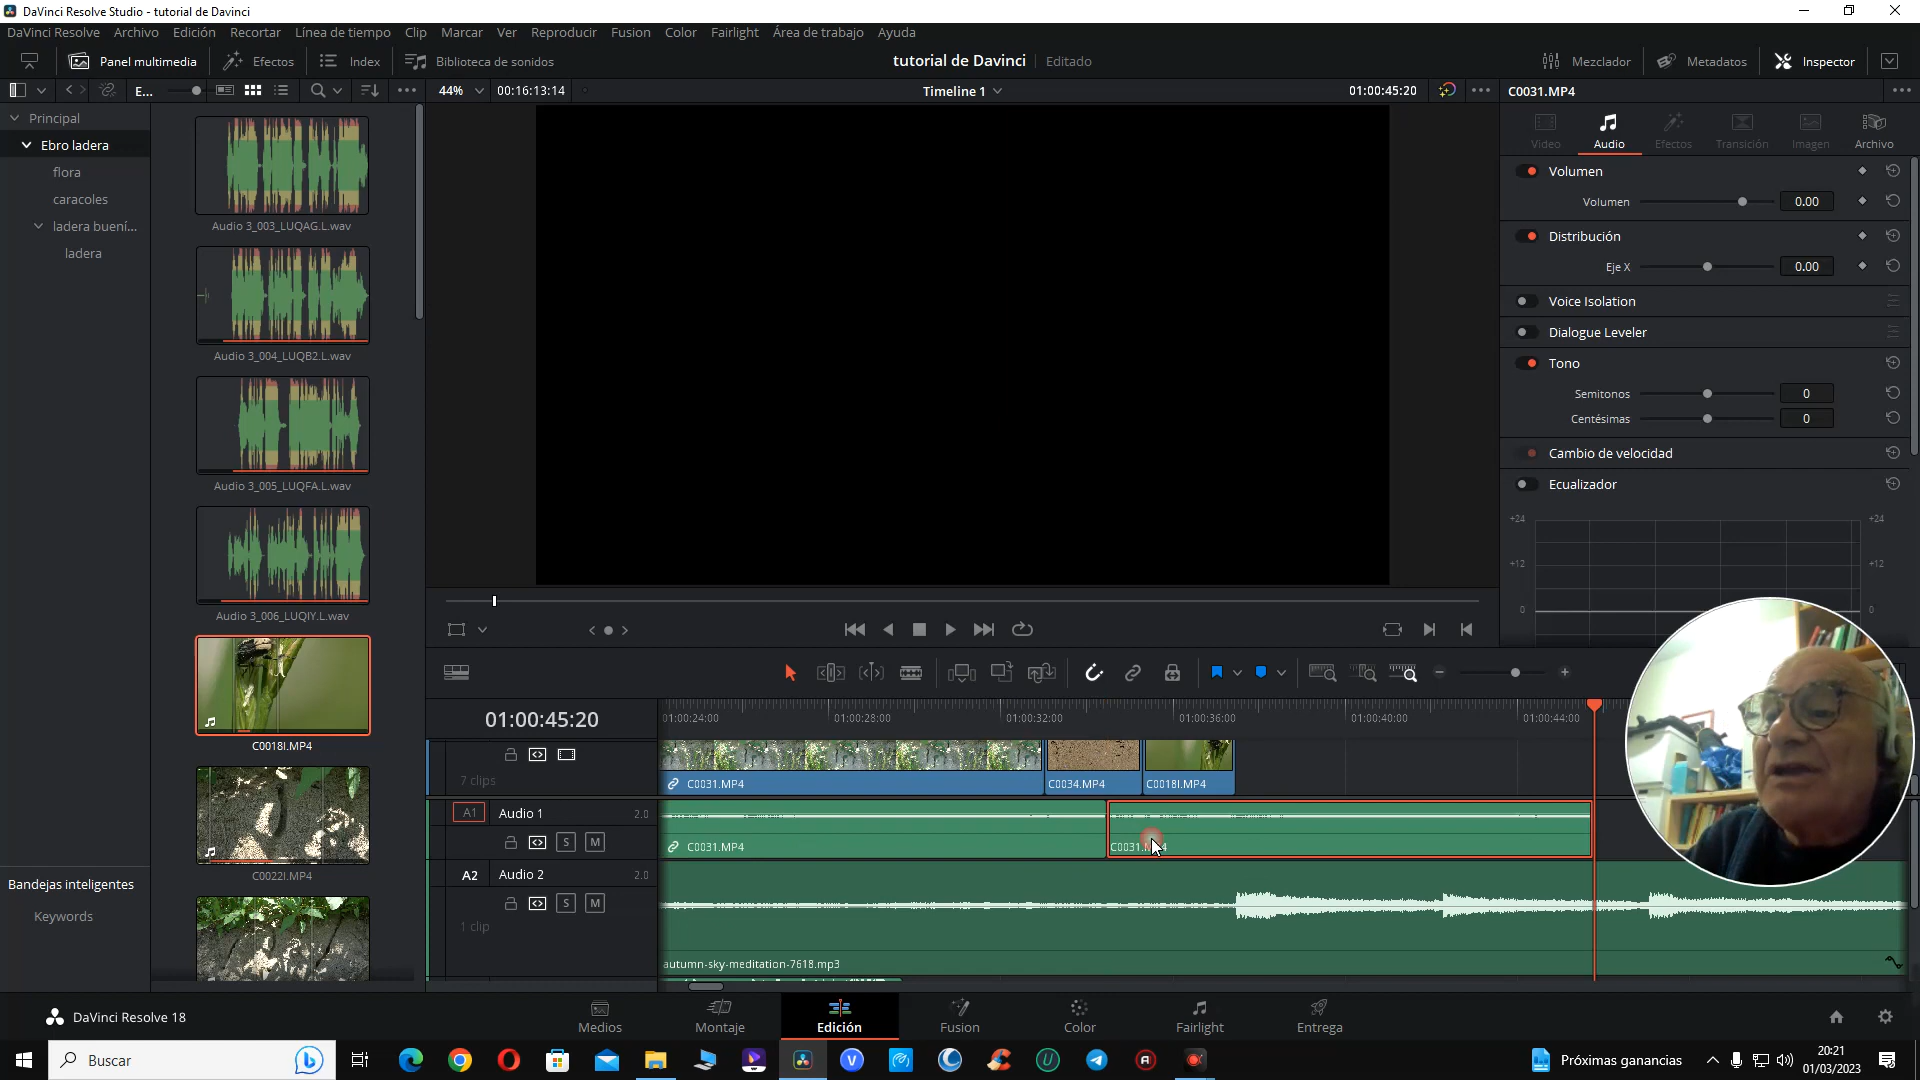 DaVinci Resolve Studio - tutorial de Davinci
DaVinci Resolve Archivo Edición Recortar Línea de tiempo Clip Marcar Ver Reproducir Fusion Color Fairlight Área de trabajo Ayuda
Panel multimedia Efectos Index Biblioteca de sonidos tutorial de Davinci Editado Mezclador Metadatos Inspector
E... 44% 00:16:13:14 Timeline 1 01:00:45:20 C0031.MP4
Principal
Ebro ladera
flora
caracoles
ladera buení...
ladera
Audio 3_003_LUQAG.L.wav
Audio 3_004_LUQB2.L.wav
Audio 3_005_LUQFA.L.wav
Audio 3_006_LUQIY.L.wav
C0018I.MP4
C0022I.MP4
Bandejas inteligentes
Keywords
Video Audio Efectos Transición Imagen Archivo
Volumen
Volumen 0.00
Distribución
Eje X 0.00
Voice Isolation
Dialogue Leveler
Tono
Semitonos 0
Centésimas 0
Cambio de velocidad
Ecualizador
+24 +24
+12 +12
0 0
01:00:45:20
01:00:24:00 01:00:28:00 01:00:32:00 01:00:36:00 01:00:40:00 01:00:44:00
7 clips
C0031.MP4 C0034.MP4 C0018I.MP4
A1 Audio 1 2.0
S M
C0031.MP4
A2 Audio 2 2.0
S M
1 clip
autumn-sky-meditation-7618.mp3
DaVinci Resolve 18
Medios Montaje Edición Fusion Color Fairlight Entrega
Buscar
Próximas ganancias
20:21
01/03/2023